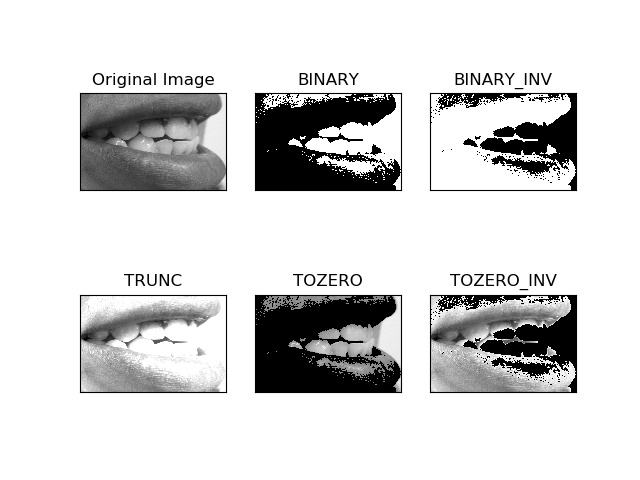 Original Image
BINARY
BINARY_INV
TRUNC
TOZERO
TOZERO_INV